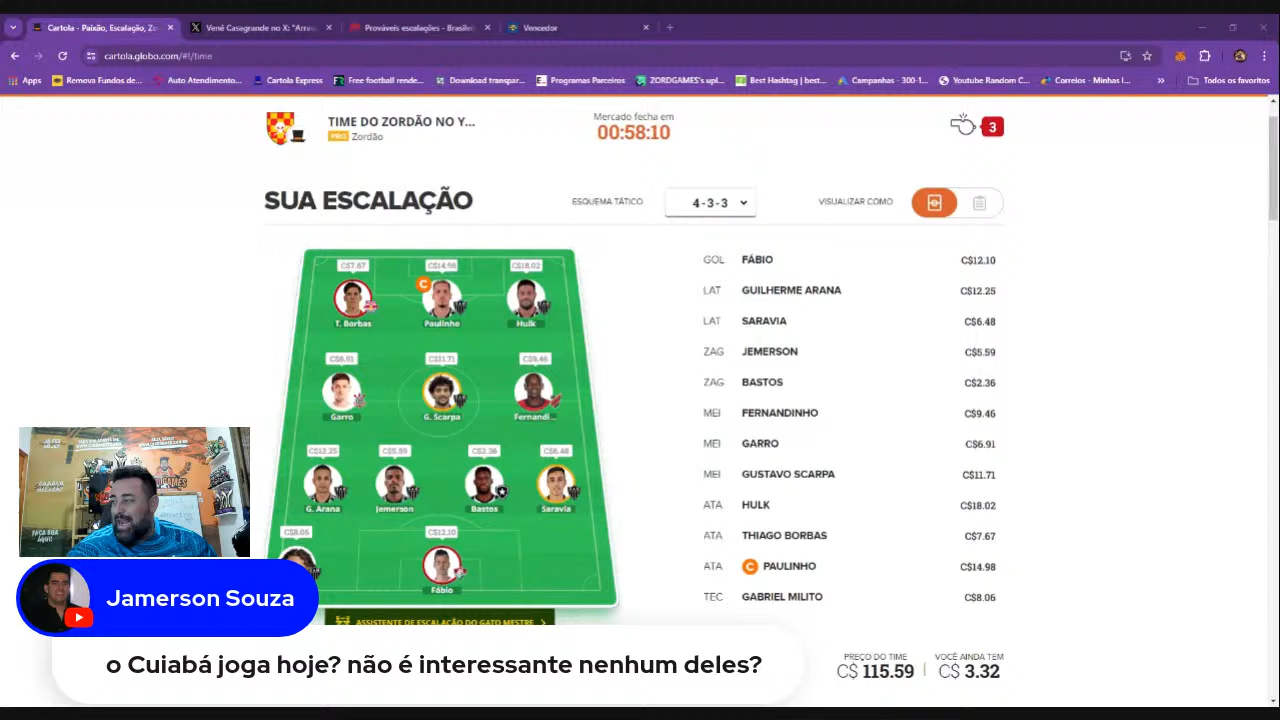 Cartola - Paixão, Escalação, Zo
Venê Casagrande no X: "Arras
Prováveis escalações - Brasilei
Vencedor
cartola.globo.com/#!/time
Apps
Remova Fundos de...
Auto Atendimento...
Cartola Express
Free football rende...
Download transpar...
Programas Parceiros
ZORDGAMES's upl...
Best Hashtag | best...
Campanhas - 300-1...
Youtube Random C...
Correios - Minhas I...
Todos os favoritos
TIME DO ZORDÃO NO Y...
PRO Zordão
Mercado fecha em
00:58:10
3
SUA ESCALAÇÃO
ESQUEMA TÁTICO
4-3-3
VISUALIZAR COMO
C$7.67
C$14.98
C$18.02
C
T. Borbas
Paulinho
Hulk
C$6.91
C$11.71
C$9.46
Garro
G. Scarpa
Fernandi...
C$12.25
C$5.59
C$2.36
C$6.48
G. Arana
Jemerson
Bastos
Saravia
C$8.06
C$12.10
Fábio
ASSISTENTE DE ESCALAÇÃO DO GATO MESTRE
GOL FÁBIO C$12.10
LAT GUILHERME ARANA C$12.25
LAT SARAVIA C$6.48
ZAG JEMERSON C$5.59
ZAG BASTOS C$2.36
MEI FERNANDINHO C$9.46
MEI GARRO C$6.91
MEI GUSTAVO SCARPA C$11.71
ATA HULK C$18.02
ATA THIAGO BORBAS C$7.67
ATA C PAULINHO C$14.98
TEC GABRIEL MILITO C$8.06
PREÇO DO TIME
C$ 115.59
VOCÊ AINDA TEM
C$ 3.32
Jamerson Souza
o Cuiabá joga hoje? não é interessante nenhum deles?